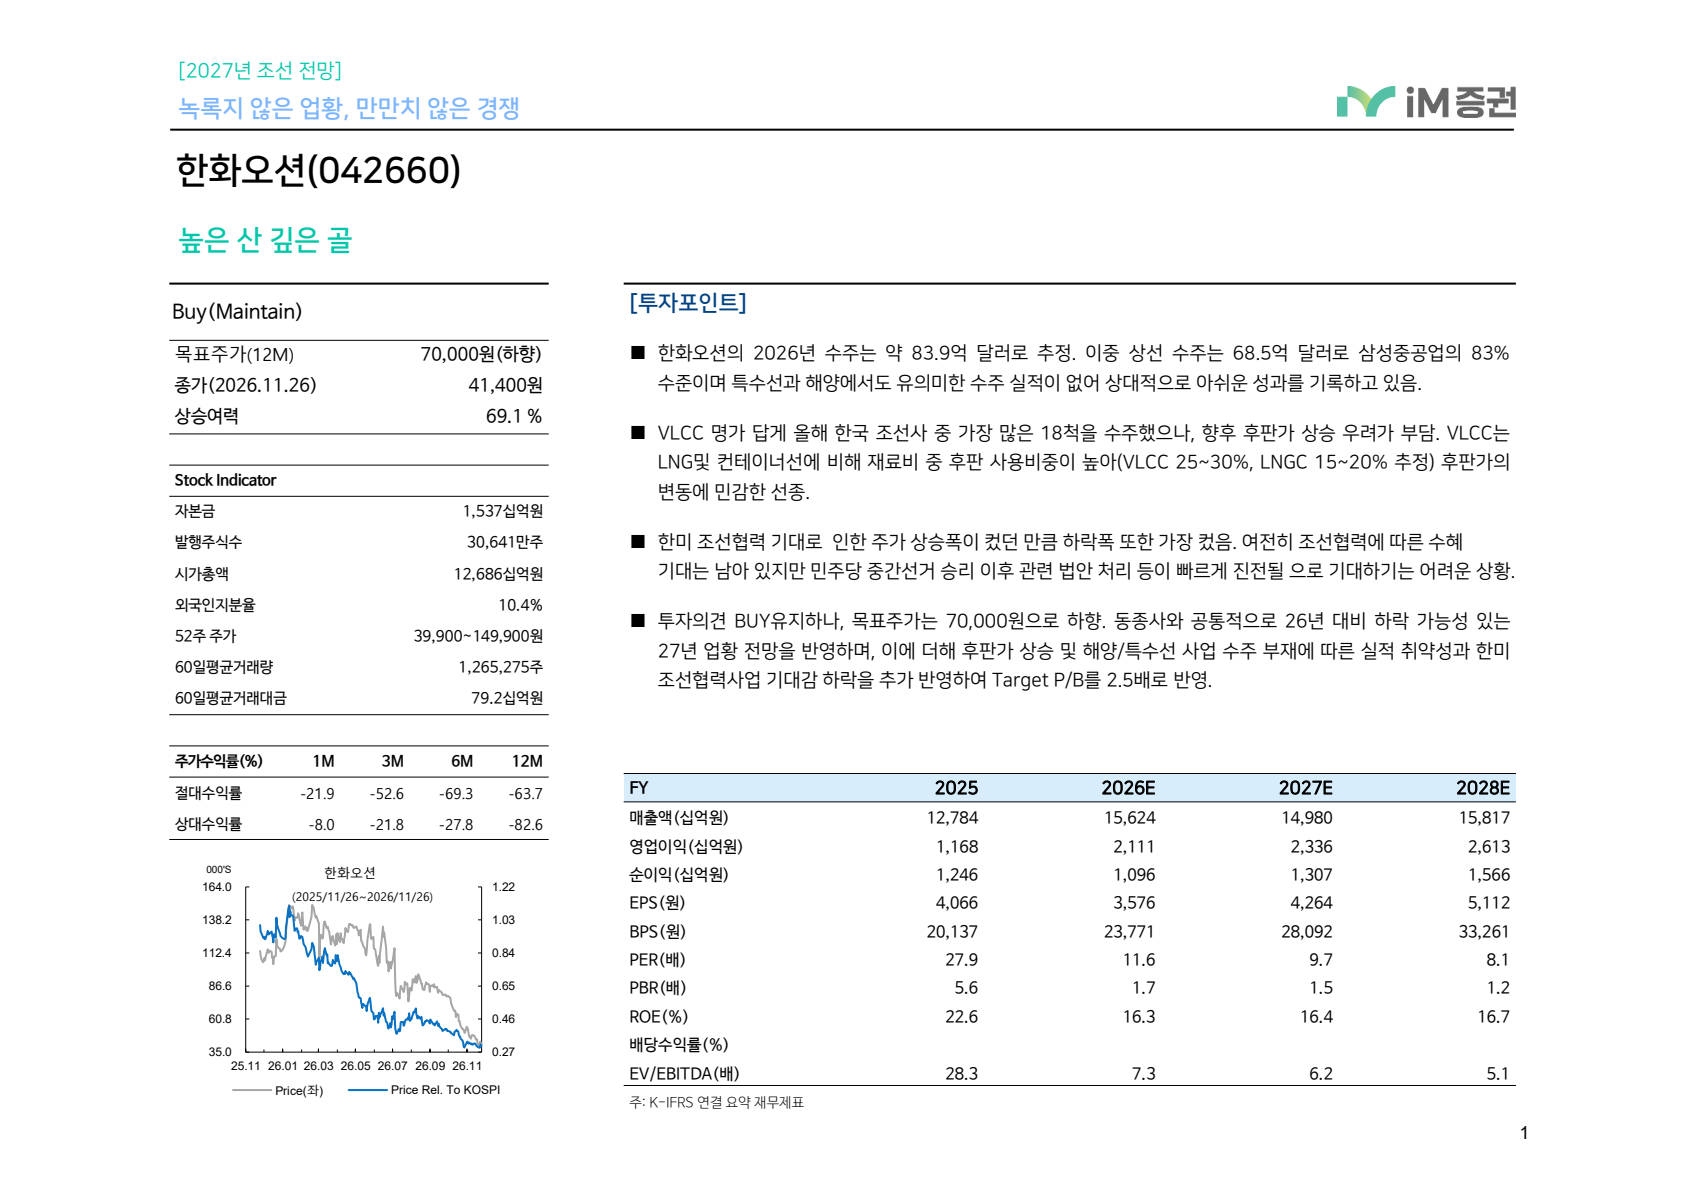 [2027년 조선 전망]
녹록지 않은 업황, 만만치 않은 경쟁
iM증권
한화오션(042660)
높은 산 깊은 골
Buy(Maintain)
목표주가(12M) 70,000원(하향)
종가(2026.11.26) 41,400원
상승여력 69.1 %
Stock Indicator
자본금 1,537십억원
발행주식수 30,641만주
시가총액 12,686십억원
외국인지분율 10.4%
52주 주가 39,900~149,900원
60일평균거래량 1,265,275주
60일평균거래대금 79.2십억원
주가수익률(%) 1M 3M 6M 12M
절대수익률 -21.9 -52.6 -69.3 -63.7
상대수익률 -8.0 -21.8 -27.8 -82.6
000'S
한화오션
(2025/11/26~2026/11/26)
164.0 1.22
138.2 1.03
112.4 0.84
86.6 0.65
60.8 0.46
35.0 0.27
25.11 26.01 26.03 26.05 26.07 26.09 26.11
Price(좌) Price Rel. To KOSPI
[투자포인트]
■ 한화오션의 2026년 수주는 약 83.9억 달러로 추정. 이중 상선 수주는 68.5억 달러로 삼성중공업의 83%
수준이며 특수선과 해양에서도 유의미한 수주 실적이 없어 상대적으로 아쉬운 성과를 기록하고 있음.
■ VLCC 명가 답게 올해 한국 조선사 중 가장 많은 18척을 수주했으나, 향후 후판가 상승 우려가 부담. VLCC는
LNG및 컨테이너선에 비해 재료비 중 후판 사용비중이 높아(VLCC 25~30%, LNGC 15~20% 추정) 후판가의
변동에 민감한 선종.
■ 한미 조선협력 기대로 인한 주가 상승폭이 컸던 만큼 하락폭 또한 가장 컸음. 여전히 조선협력에 따른 수혜
기대는 남아 있지만 민주당 중간선거 승리 이후 관련 법안 처리 등이 빠르게 진전될 으로 기대하기는 어려운 상황.
■ 투자의견 BUY유지하나, 목표주가는 70,000원으로 하향. 동종사와 공통적으로 26년 대비 하락 가능성 있는
27년 업황 전망을 반영하며, 이에 더해 후판가 상승 및 해양/특수선 사업 수주 부재에 따른 실적 취약성과 한미
조선협력사업 기대감 하락을 추가 반영하여 Target P/B를 2.5배로 반영.
FY 2025 2026E 2027E 2028E
매출액(십억원) 12,784 15,624 14,980 15,817
영업이익(십억원) 1,168 2,111 2,336 2,613
순이익(십억원) 1,246 1,096 1,307 1,566
EPS(원) 4,066 3,576 4,264 5,112
BPS(원) 20,137 23,771 28,092 33,261
PER(배) 27.9 11.6 9.7 8.1
PBR(배) 5.6 1.7 1.5 1.2
ROE(%) 22.6 16.3 16.4 16.7
배당수익률(%)
EV/EBITDA(배) 28.3 7.3 6.2 5.1
주: K-IFRS 연결 요약 재무제표
1